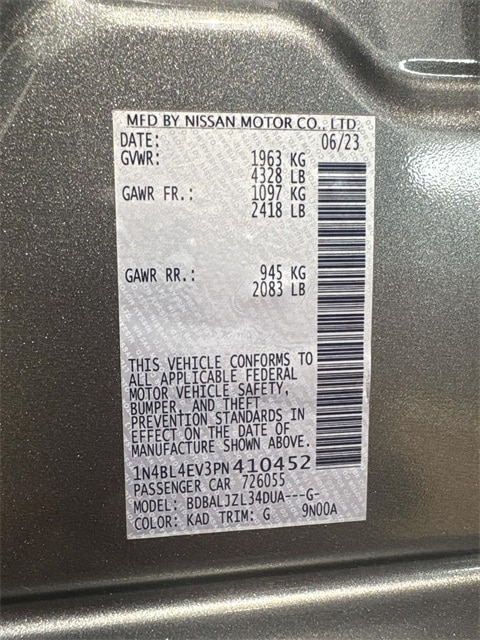 MFD BY NISSAN MOTOR CO., LTD.
DATE: 06/23
GVWR: 1963 KG
4328 LB
GAWR FR.: 1097 KG
2418 LB
GAWR RR.: 945 KG
2083 LB
THIS VEHICLE CONFORMS TO
ALL APPLICABLE FEDERAL
MOTOR VEHICLE SAFETY,
BUMPER, AND THEFT
PREVENTION STANDARDS IN
EFFECT ON THE DATE OF
MANUFACTURE SHOWN ABOVE.
1N4BL4EV3PN410452
PASSENGER CAR 726055
MODEL: BDBALJZL34DUA---G-
COLOR: KAD TRIM: G 9N00A